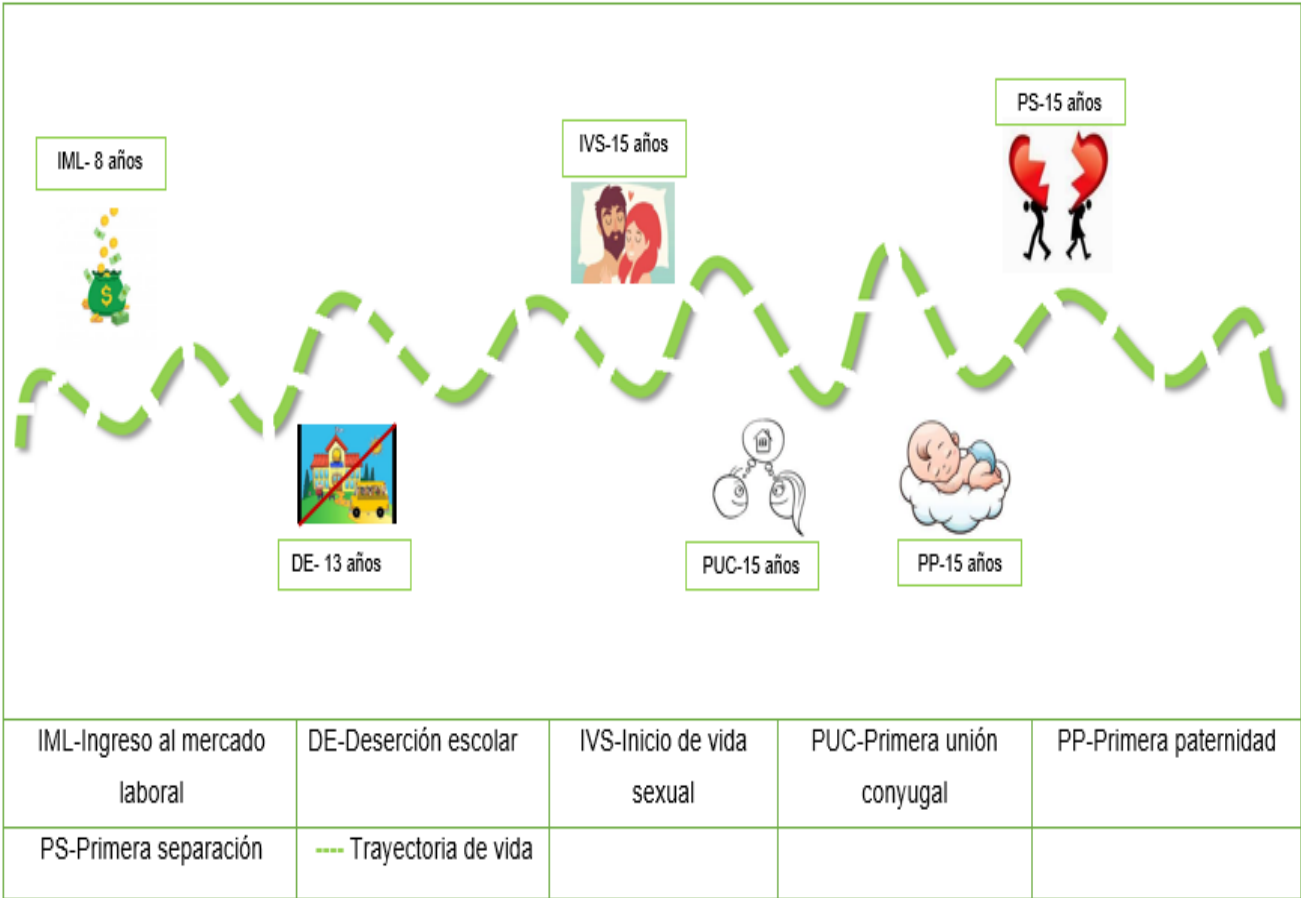 PS-15 años
IVS-15 años
IML- 8 años
$
DE- 13 años
PUC-15 años
PP-15 años
IML-Ingreso al mercado
laboral
DE-Deserción escolar
IVS-Inicio de vida
sexual
PUC-Primera unión
conyugal
PP-Primera paternidad
PS-Primera separación
---- Trayectoria de vida